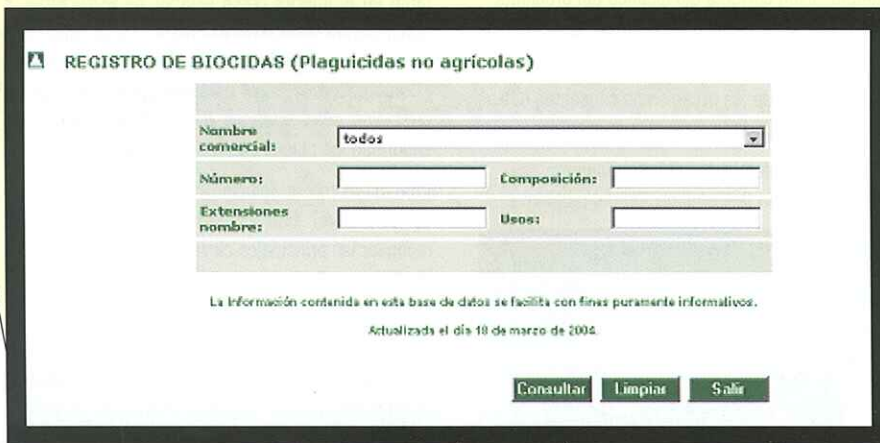 REGISTRO DE BIOCIDAS (Plaguicidas no agrícolas)
Nombre comercial:
todos
Número:
Composición:
Extensiones nombre:
Usos:
La Información contenida en esta base de datos se facilita con fines puramente informativos.
Actualizada el día 18 de marzo de 2004.
Consultar Limpiar Salir